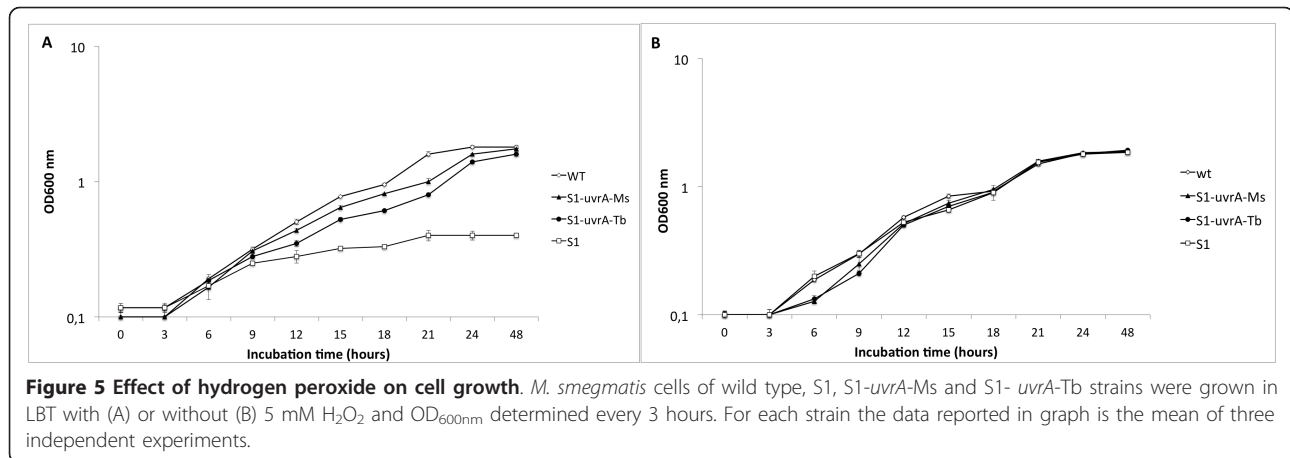 A
10
1
0,1
OD600 nm
0 3 6 9 12 15 18 21 24 48
Incubation time (hours)
WT
S1-uvrA-Ms
S1-uvrA-Tb
S1
B
10
1
0,1
OD600 nm
0 3 6 9 12 15 18 21 24 48
Incubation time (hours)
wt
S1-uvrA-Ms
S1-uvrA-Tb
S1
Figure 5 Effect of hydrogen peroxide on cell growth. M. smegmatis cells of wild type, S1, S1-uvrA-Ms and S1- uvrA-Tb strains were grown in
LBT with (A) or without (B) 5 mM H2O2 and OD600nm determined every 3 hours. For each strain the data reported in graph is the mean of three
independent experiments.